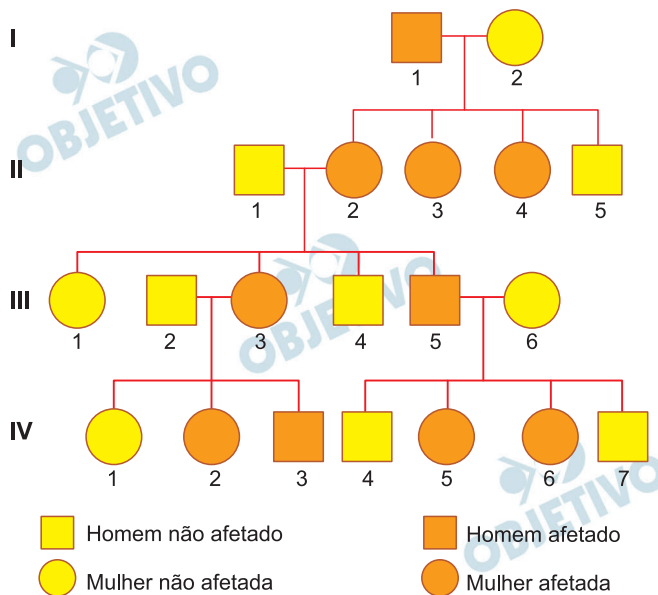 I
1 2
OBJETIVO
II
1 2 3 4 5
III
1 2 3 4 5 6
OBJETIVO
IV
1 2 3 4 5 6 7
OBJETIVO
Homem não afetado Homem afetado
Mulher não afetada Mulher afetada